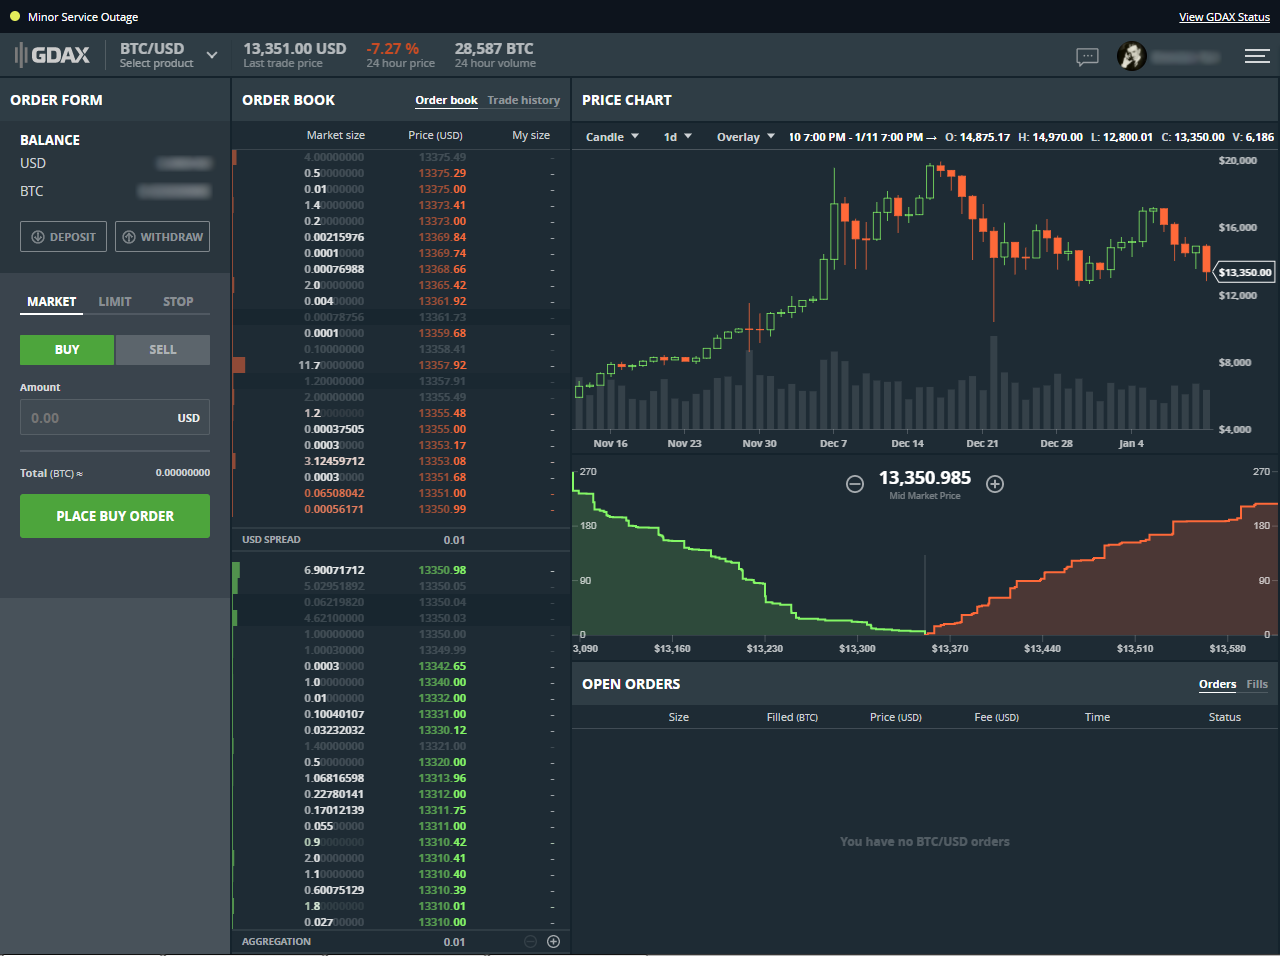 Minor Service Outage
View GDAX Status
GDAX
BTC/USD
Select product
13,351.00 USD
Last trade price
-7.27 %
24 hour price
28,587 BTC
24 hour volume
ORDER FORM
BALANCE
USD
BTC
DEPOSIT
WITHDRAW
MARKET LIMIT STOP
BUY SELL
Amount
0.00 USD
Total (BTC) ≈ 0.00000000
PLACE BUY ORDER
ORDER BOOK
Order book Trade history
Market size Price (USD) My size
4.00000000 13375.49 -
0.50000000 13375.29 -
0.01000000 13375.00 -
1.40000000 13373.41 -
0.20000000 13373.00 -
0.00215976 13369.84 -
0.00010000 13369.74 -
0.00076988 13368.66 -
2.00000000 13365.42 -
0.00400000 13361.92 -
0.00078756 13361.73 -
0.00010000 13359.68 -
0.10000000 13358.41 -
11.70000000 13357.92 -
1.20000000 13357.91 -
2.00000000 13355.49 -
1.20000000 13355.48 -
0.00037505 13355.00 -
0.00030000 13353.17 -
3.12459712 13353.08 -
0.00030000 13351.68 -
0.06508042 13351.00 -
0.00056171 13350.99 -
USD SPREAD 0.01
6.90071712 13350.98 -
5.02951892 13350.05 -
0.06219820 13350.04 -
4.62100000 13350.03 -
1.00000000 13350.00 -
1.00030000 13349.99 -
0.00030000 13342.65 -
1.00000000 13340.00 -
0.01000000 13332.00 -
0.10040107 13331.00 -
0.03232032 13330.12 -
1.40000000 13321.00 -
0.50000000 13320.00 -
1.06816598 13313.96 -
0.22780141 13312.00 -
0.17012139 13311.75 -
0.05500000 13311.00 -
0.90000000 13310.42 -
2.00000000 13310.41 -
1.10000000 13310.40 -
0.60075129 13310.39 -
1.80000000 13310.01 -
0.02700000 13310.00 -
AGGREGATION 0.01
PRICE CHART
Candle 1d Overlay 10 7:00 PM - 1/11 7:00 PM → O: 14,875.17 H: 14,970.00 L: 12,800.01 C: 13,350.00 V: 6,186
$20,000
$16,000
$13,350.00
$12,000
$8,000
$4,000
Nov 16 Nov 23 Nov 30 Dec 7 Dec 14 Dec 21 Dec 28 Jan 4
13,350.985
Mid Market Price
270 270
180 180
90 90
0 0
3,090 $13,160 $13,230 $13,300 $13,370 $13,440 $13,510 $13,580
OPEN ORDERS
Orders Fills
Size Filled (BTC) Price (USD) Fee (USD) Time Status
You have no BTC/USD orders